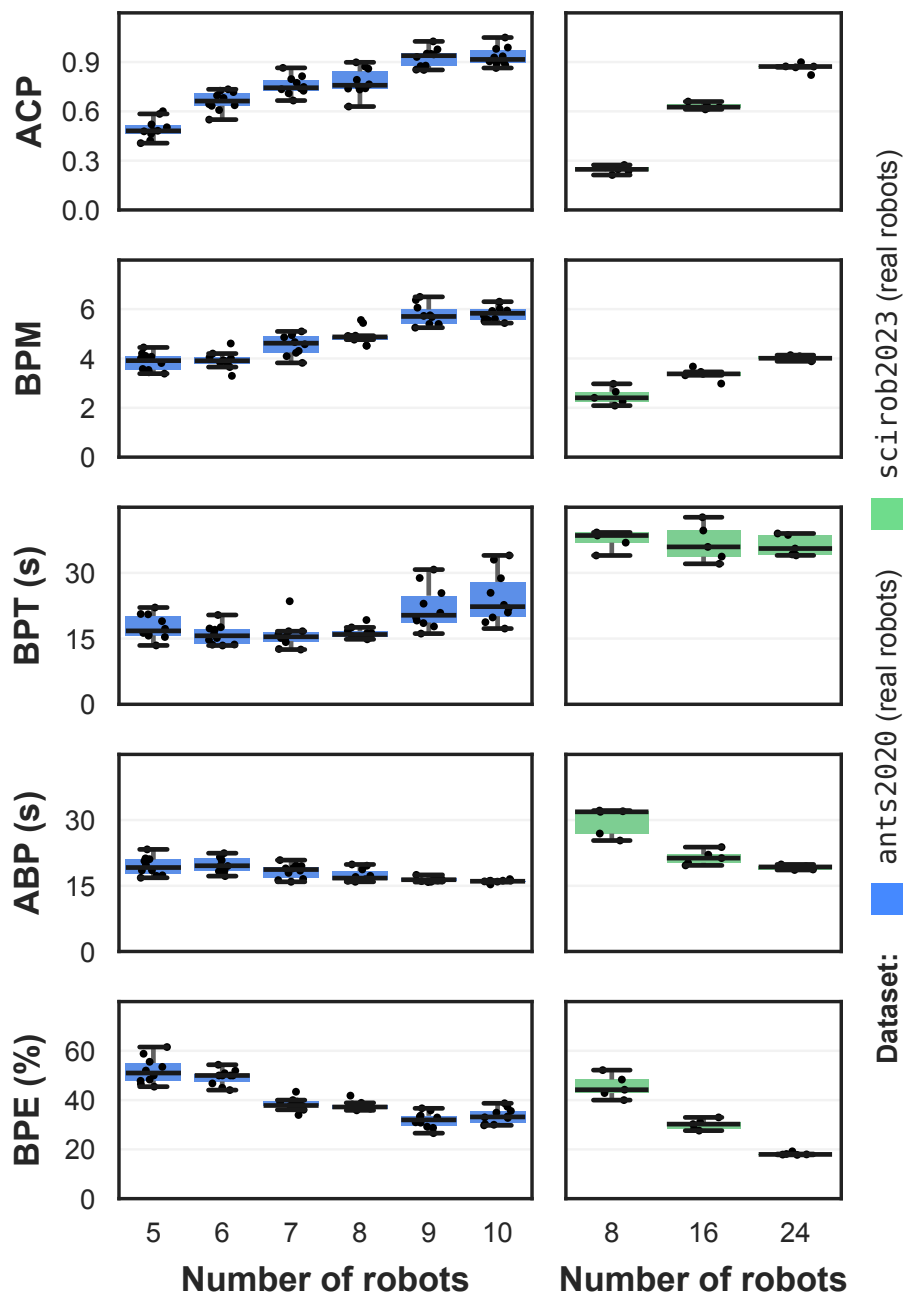 ACP
0.9
0.6
0.3
0.0
BPM
6
4
2
0
BPT (s)
30
15
0
ABP (s)
30
15
0
BPE (%)
60
40
20
0
5 6 7 8 9 10
8 16 24
Number of robots
Number of robots
Dataset: ants2020 (real robots) scirob2023 (real robots)